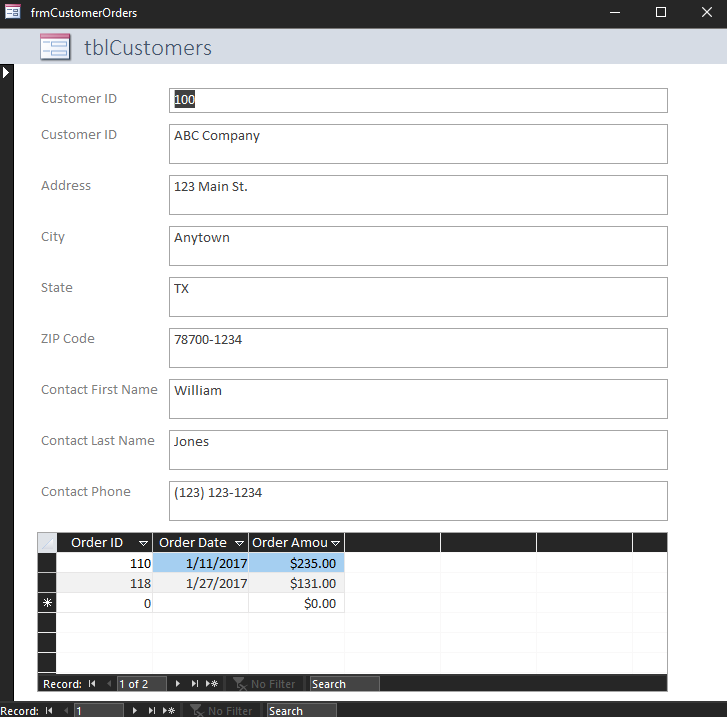 frmCustomerOrders
tblCustomers
Customer ID 100
Customer ID ABC Company
Address 123 Main St.
City Anytown
State TX
ZIP Code 78700-1234
Contact First Name William
Contact Last Name Jones
Contact Phone (123) 123-1234
Order ID Order Date Order Amou
110 1/11/2017 $235.00
118 1/27/2017 $131.00
0 $0.00
Record: 1 of 2 No Filter Search
Record: 1 No Filter Search